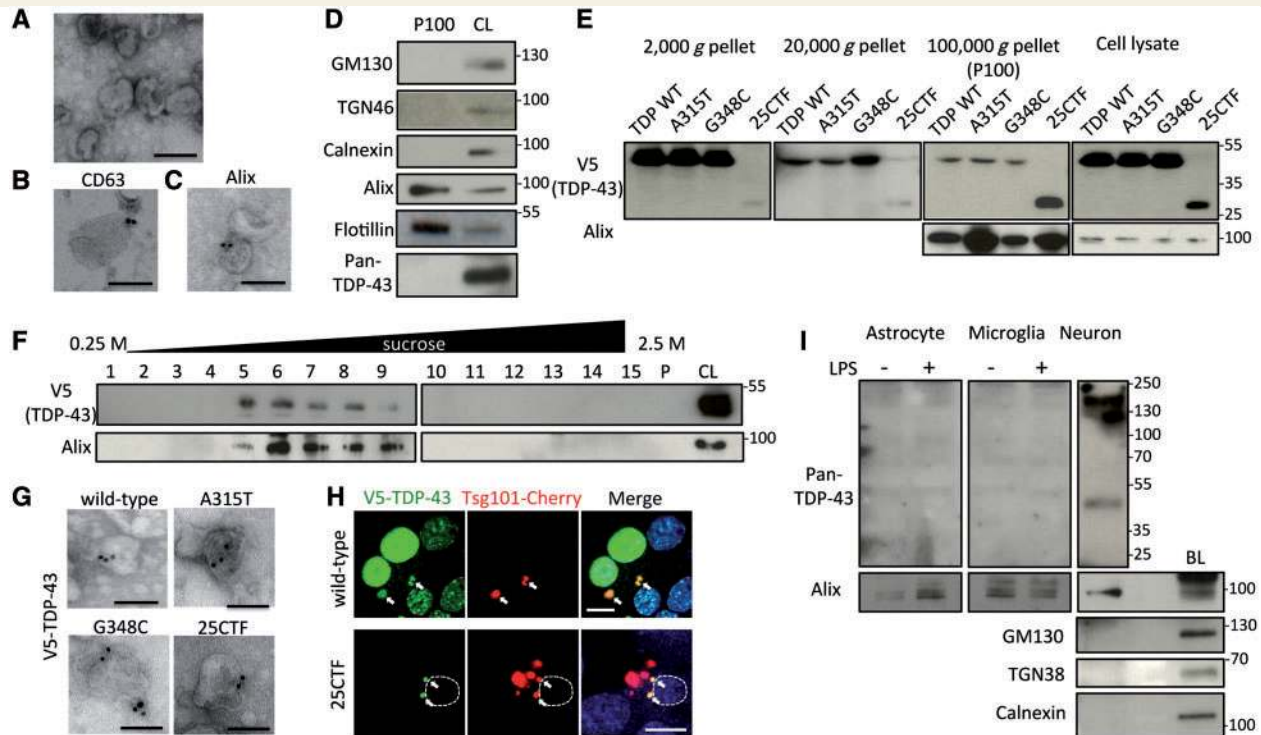 A
B
CD63
C
Alix
D
P100 CL
GM130
130
TGN46
100
Calnexin
100
Alix
100
55
Flotillin
Pan-
TDP-43
E
2,000 g pellet
20,000 g pellet
100,000 g pellet
(P100)
Cell lysate
TDP WT A315T G348C 25CTF
TDP WT A315T G348C 25CTF
TDP WT A315T G348C 25CTF
TDP WT A315T G348C 25CTF
V5
(TDP-43)
55
35
25
Alix
100
F
0.25 M
sucrose
2.5 M
1 2 3 4 5 6 7 8 9 10 11 12 13 14 15 P CL
V5
(TDP-43)
55
Alix
100
G
V5-TDP-43
wild-type
A315T
G348C
25CTF
H
V5-TDP-43 Tsg101-Cherry Merge
wild-type
25CTF
I
Astrocyte Microglia Neuron
LPS - + - +
Pan-
TDP-43
250
130
100
70
55
35
25
BL
Alix
100
GM130
130
TGN38
70
Calnexin
100